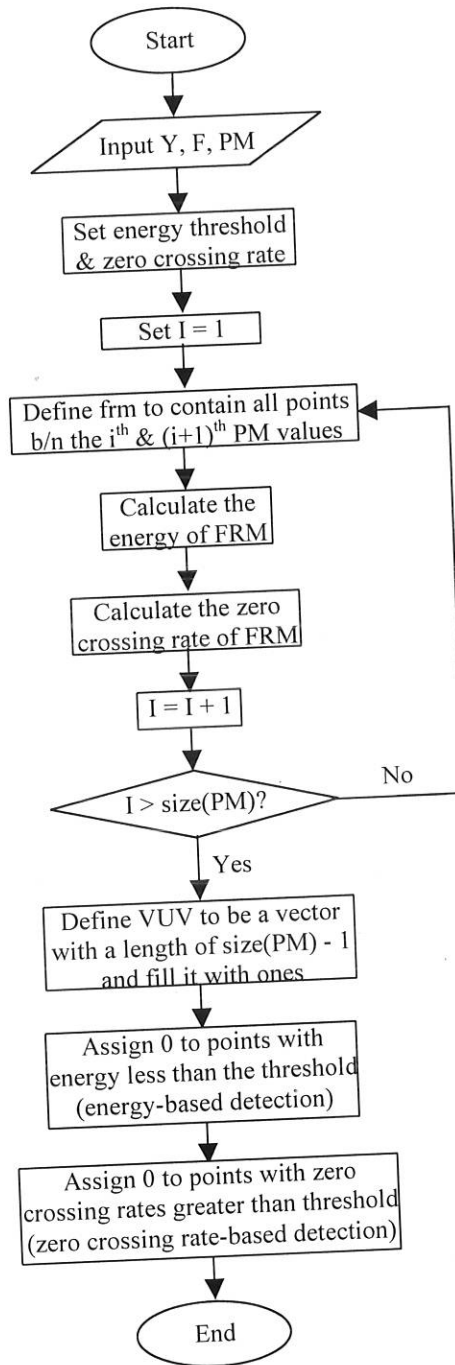 Start
Input Y, F, PM
Set energy threshold
& zero crossing rate
Set I = 1
Define frm to contain all points
b/n the iᵗʰ & (i+1)ᵗʰ PM values
Calculate the
energy of FRM
Calculate the zero
crossing rate of FRM
I = I + 1
I > size(PM)?
No
Yes
Define VUV to be a vector
with a length of size(PM) - 1
and fill it with ones
Assign 0 to points with
energy less than the threshold
(energy-based detection)
Assign 0 to points with zero
crossing rates greater than threshold
(zero crossing rate-based detection)
End